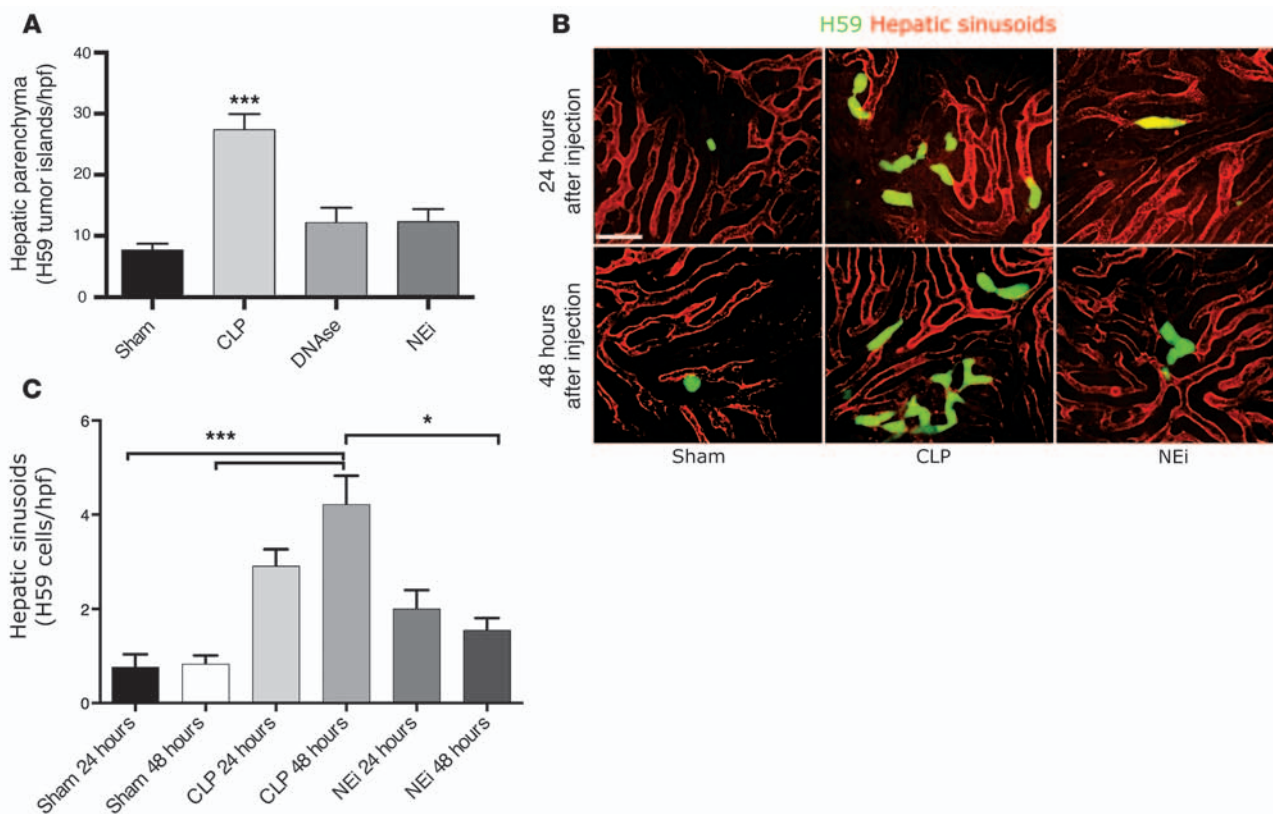 A
Hepatic parenchyma
(H59 tumor islands/hpf)
40
30
20
10
0
***
Sham
CLP
DNAse
NEi
B
H59 Hepatic sinusoids
24 hours
after injection
48 hours
after injection
Sham
CLP
NEi
C
Hepatic sinusoids
(H59 cells/hpf)
6
4
2
0
***
*
Sham 24 hours
Sham 48 hours
CLP 24 hours
CLP 48 hours
NEi 24 hours
NEi 48 hours